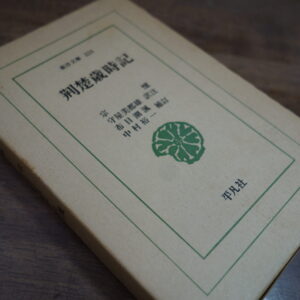 東洋文庫 324
荊楚歳時記
宗懍
守屋美都雄 訳注
布目潮渢 補訂
中村裕一
平凡社